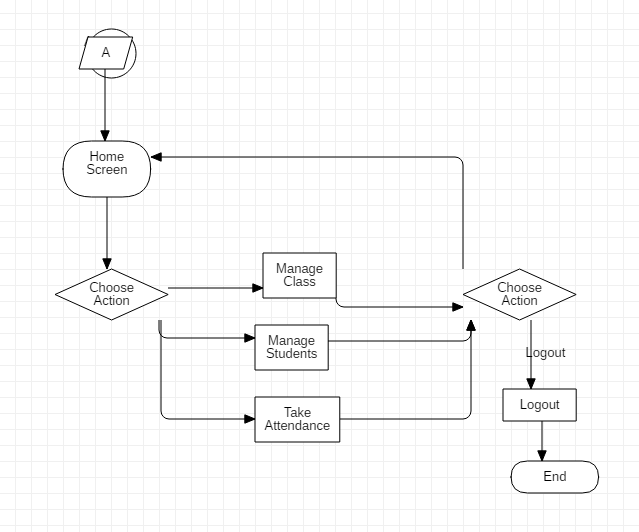 A
Home
Screen
Choose
Action
Manage
Class
Choose
Action
Manage
Students
Logout
Take
Attendance
Logout
End